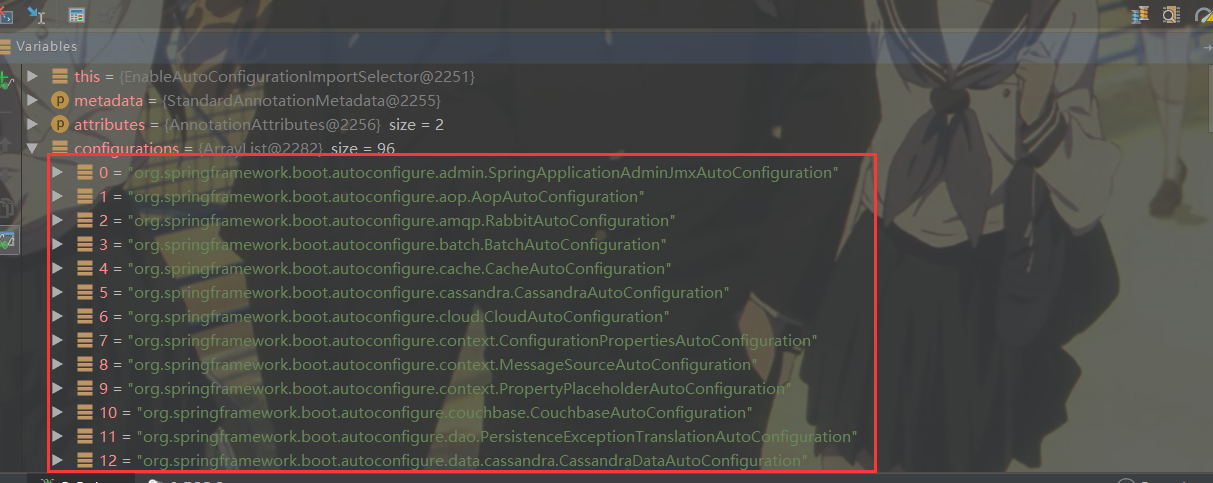 Variables
this = {EnableAutoConfigurationImportSelector@2251}
metadata = {StandardAnnotationMetadata@2255}
attributes = {AnnotationAttributes@2256} size = 2
configurations = {ArrayList@2282} size = 96
0 = "org.springframework.boot.autoconfigure.admin.SpringApplicationAdminJmxAutoConfiguration"
1 = "org.springframework.boot.autoconfigure.aop.AopAutoConfiguration"
2 = "org.springframework.boot.autoconfigure.amqp.RabbitAutoConfiguration"
3 = "org.springframework.boot.autoconfigure.batch.BatchAutoConfiguration"
4 = "org.springframework.boot.autoconfigure.cache.CacheAutoConfiguration"
5 = "org.springframework.boot.autoconfigure.cassandra.CassandraAutoConfiguration"
6 = "org.springframework.boot.autoconfigure.cloud.CloudAutoConfiguration"
7 = "org.springframework.boot.autoconfigure.context.ConfigurationPropertiesAutoConfiguration"
8 = "org.springframework.boot.autoconfigure.context.MessageSourceAutoConfiguration"
9 = "org.springframework.boot.autoconfigure.context.PropertyPlaceholderAutoConfiguration"
10 = "org.springframework.boot.autoconfigure.couchbase.CouchbaseAutoConfiguration"
11 = "org.springframework.boot.autoconfigure.dao.PersistenceExceptionTranslationAutoConfiguration"
12 = "org.springframework.boot.autoconfigure.data.cassandra.CassandraDataAutoConfiguration"